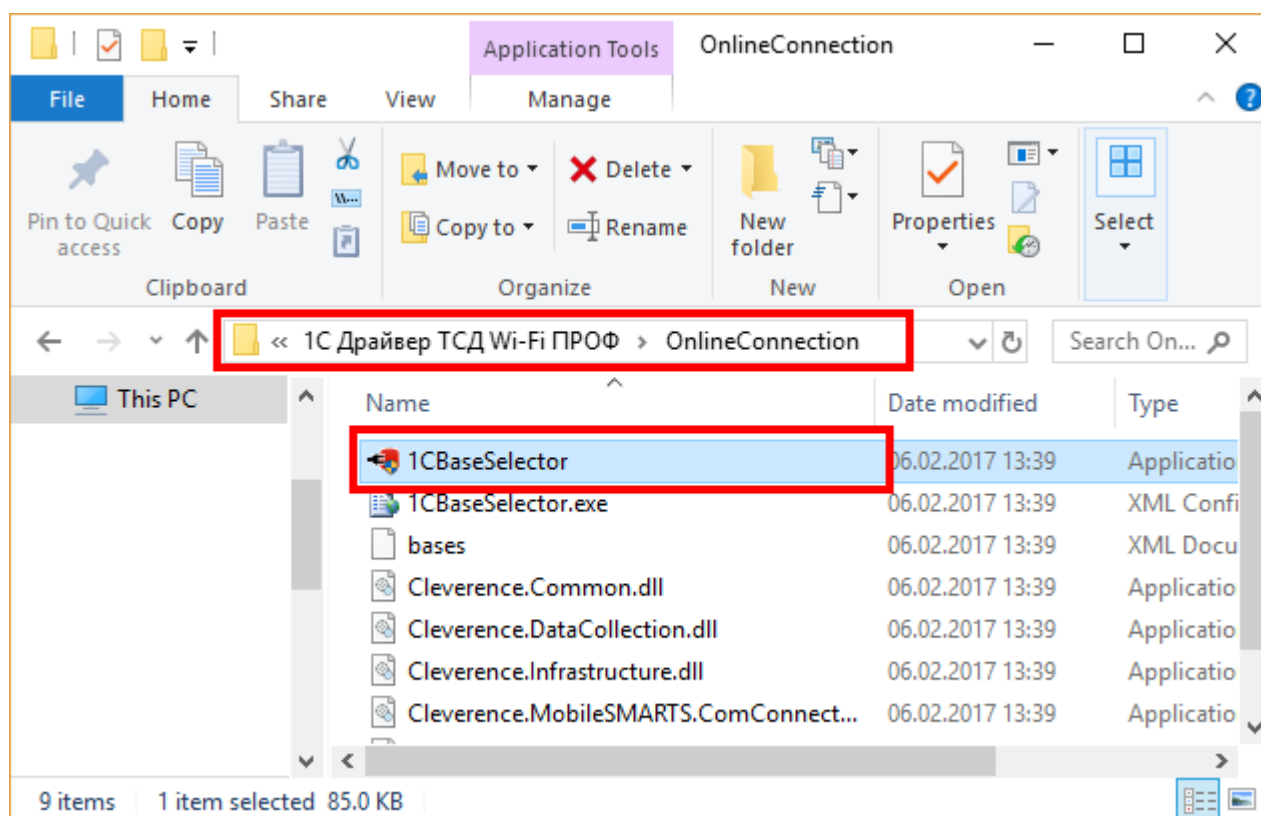 Application Tools OnlineConnection
File Home Share View Manage
Pin to Quick access Copy Paste
Move to Delete
Copy to Rename
New folder
Properties
Select
Clipboard Organize New Open
« 1С Драйвер ТСД Wi-Fi ПРОФ › OnlineConnection Search On...
This PC
Name Date modified Type
1CBaseSelector 06.02.2017 13:39 Applicatio
1CBaseSelector.exe 06.02.2017 13:39 XML Confi
bases 06.02.2017 13:39 XML Docu
Cleverence.Common.dll 06.02.2017 13:39 Applicatio
Cleverence.DataCollection.dll 06.02.2017 13:39 Applicatio
Cleverence.Infrastructure.dll 06.02.2017 13:39 Applicatio
Cleverence.MobileSMARTS.ComConnect... 06.02.2017 13:39 Applicatio
9 items 1 item selected 85.0 KB